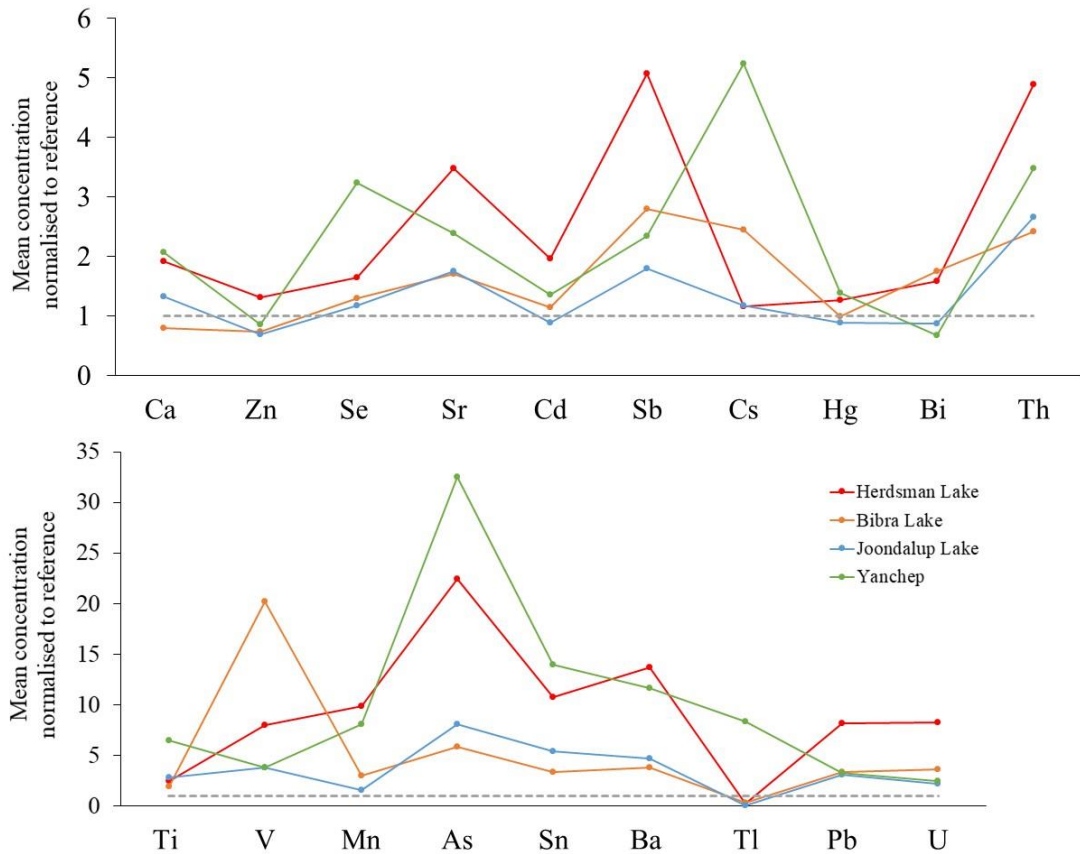 Mean concentration
normalised to reference
6
5
4
3
2
1
0
Ca Zn Se Sr Cd Sb Cs Hg Bi Th
Mean concentration
normalised to reference
35
30
25
20
15
10
5
0
Herdsman Lake
Bibra Lake
Joondalup Lake
Yanchep
Ti V Mn As Sn Ba Tl Pb U